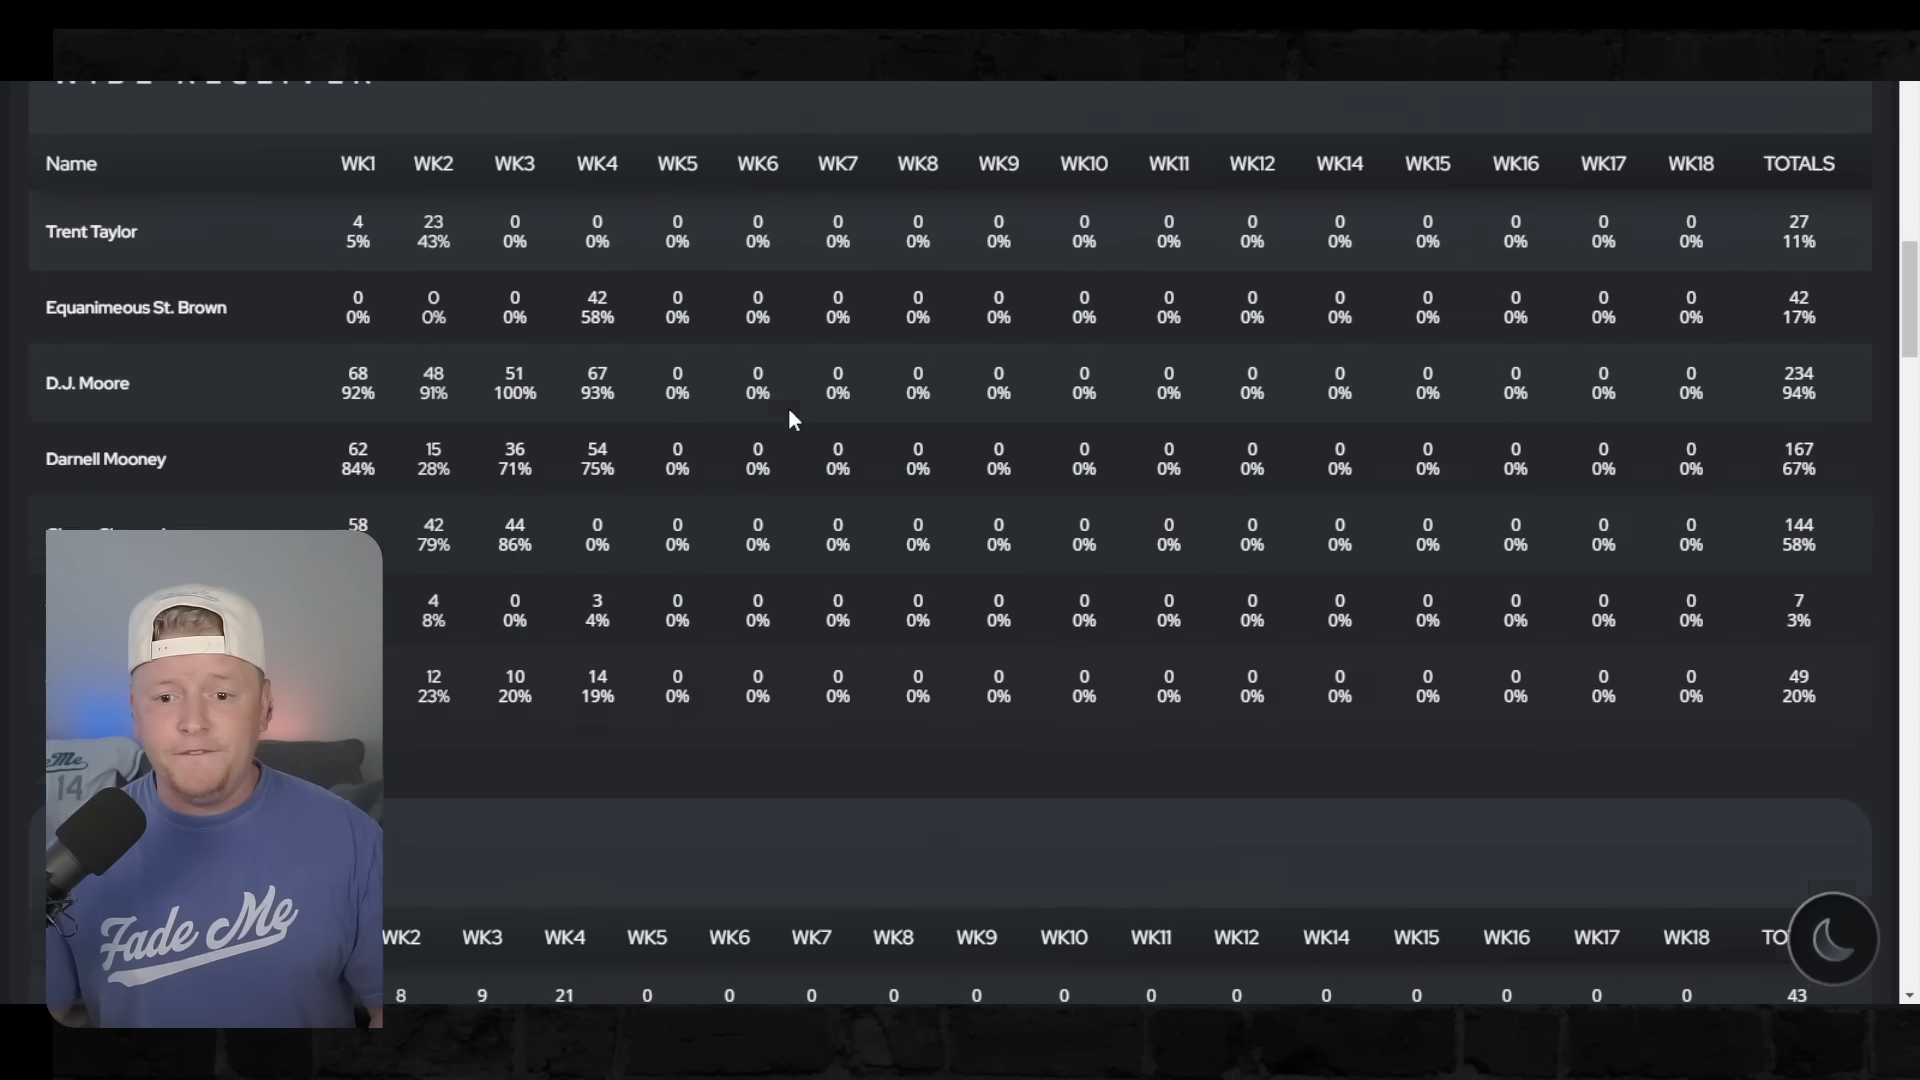 WIDE RECEIVER
Name WK1 WK2 WK3 WK4 WK5 WK6 WK7 WK8 WK9 WK10 WK11 WK12 WK14 WK15 WK16 WK17 WK18 TOTALS
Trent Taylor 4 23 0 0 0 0 0 0 0 0 0 0 0 0 0 0 0 27
5% 43% 0% 0% 0% 0% 0% 0% 0% 0% 0% 0% 0% 0% 0% 0% 0% 11%
Equanimeous St. Brown 0 0 0 42 0 0 0 0 0 0 0 0 0 0 0 0 0 42
0% 0% 0% 58% 0% 0% 0% 0% 0% 0% 0% 0% 0% 0% 0% 0% 0% 17%
D.J. Moore 68 48 51 67 0 0 0 0 0 0 0 0 0 0 0 0 0 234
92% 91% 100% 93% 0% 0% 0% 0% 0% 0% 0% 0% 0% 0% 0% 0% 0% 94%
Darnell Mooney 62 15 36 54 0 0 0 0 0 0 0 0 0 0 0 0 0 167
84% 28% 71% 75% 0% 0% 0% 0% 0% 0% 0% 0% 0% 0% 0% 0% 0% 67%
58 42 44 0 0 0 0 0 0 0 0 0 0 0 0 0 0 144
79% 86% 0% 0% 0% 0% 0% 0% 0% 0% 0% 0% 0% 0% 0% 0% 58%
4 0 3 0 0 0 0 0 0 0 0 0 0 0 0 0 7
8% 0% 4% 0% 0% 0% 0% 0% 0% 0% 0% 0% 0% 0% 0% 0% 3%
12 10 14 0 0 0 0 0 0 0 0 0 0 0 0 0 49
23% 20% 19% 0% 0% 0% 0% 0% 0% 0% 0% 0% 0% 0% 0% 0% 20%
14
Fade Me
WK2 WK3 WK4 WK5 WK6 WK7 WK8 WK9 WK10 WK11 WK12 WK14 WK15 WK16 WK17 WK18 TO
8 9 21 0 0 0 0 0 0 0 0 0 0 0 0 0 43